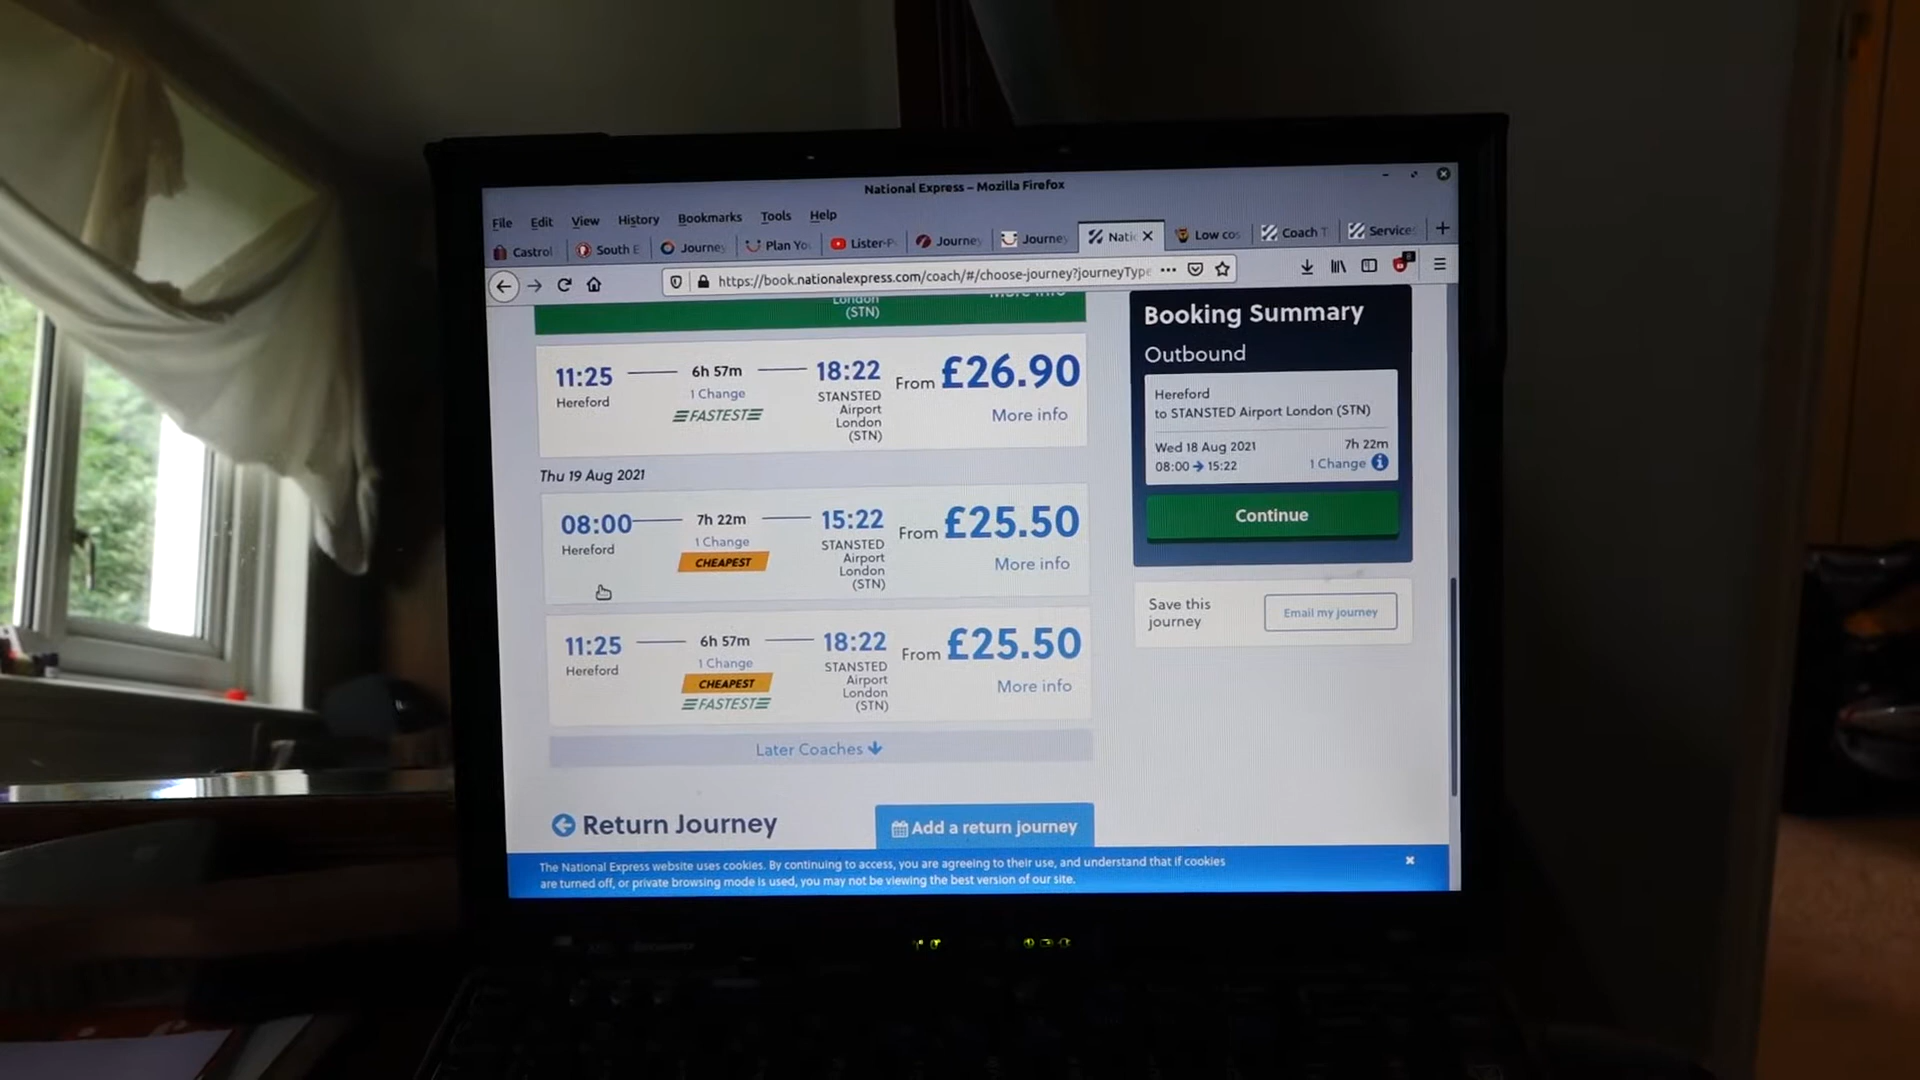 National Express – Mozilla Firefox
File Edit View History Bookmarks Tools Help
Castrol
South E
Journey
Plan Yo
Lister-P
Journey
Journey
Natio
Low cos
Coach T
Services
https://book.nationalexpress.com/coach/#/choose-journey?journeyType
London
(STN)
More info
11:25
Hereford
6h 57m
1 Change
FASTEST
18:22
STANSTED
Airport
London
(STN)
From £26.90
More info
Thu 19 Aug 2021
08:00
Hereford
7h 22m
1 Change
CHEAPEST
15:22
STANSTED
Airport
London
(STN)
From £25.50
More info
11:25
Hereford
6h 57m
1 Change
CHEAPEST
FASTEST
18:22
STANSTED
Airport
London
(STN)
From £25.50
More info
Later Coaches
Return Journey
Add a return journey
Booking Summary
Outbound
Hereford
to STANSTED Airport London (STN)
Wed 18 Aug 2021 7h 22m
08:00 → 15:22 1 Change
Continue
Save this
journey
Email my journey
The National Express website uses cookies. By continuing to access, you are agreeing to their use, and understand that if cookies
are turned off, or private browsing mode is used, you may not be viewing the best version of our site.